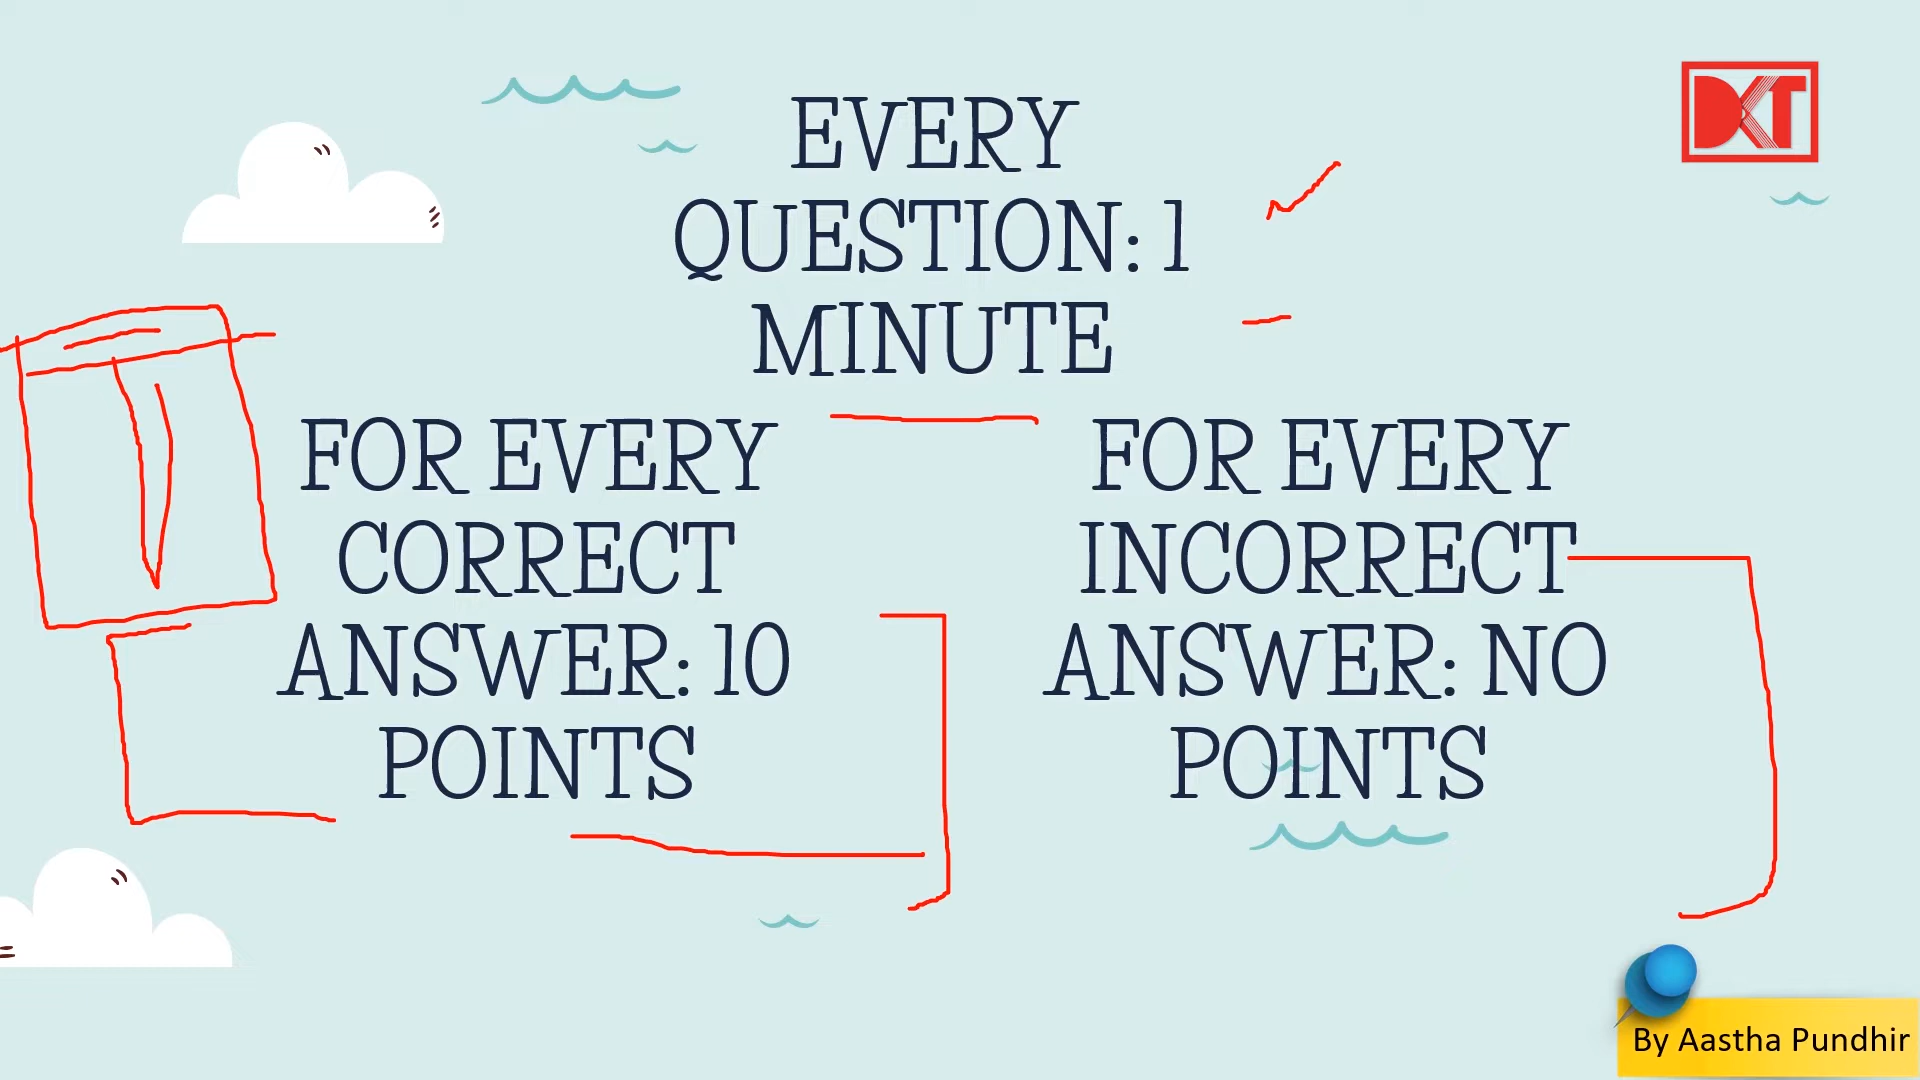 DKT
EVERY
QUESTION: 1
MINUTE
FOR EVERY
CORRECT
ANSWER: 10
POINTS
FOR EVERY
INCORRECT
ANSWER: NO
POINTS
By Aastha Pundhir